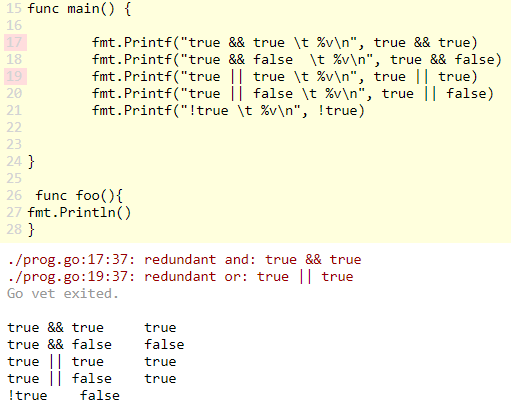 15 func main() {
16
17         fmt.Printf("true && true \t %v\n", true && true)
18         fmt.Printf("true && false  \t %v\n", true && false)
19         fmt.Printf("true || true \t %v\n", true || true)
20         fmt.Printf("true || false \t %v\n", true || false)
21         fmt.Printf("!true \t %v\n", !true)
22
23
24 }
25
26  func foo(){
27 fmt.Println()
28 }
./prog.go:17:37: redundant and: true && true
./prog.go:19:37: redundant or: true || true
Go vet exited.
true && true     true
true && false    false
true || true     true
true || false    true
!true    false